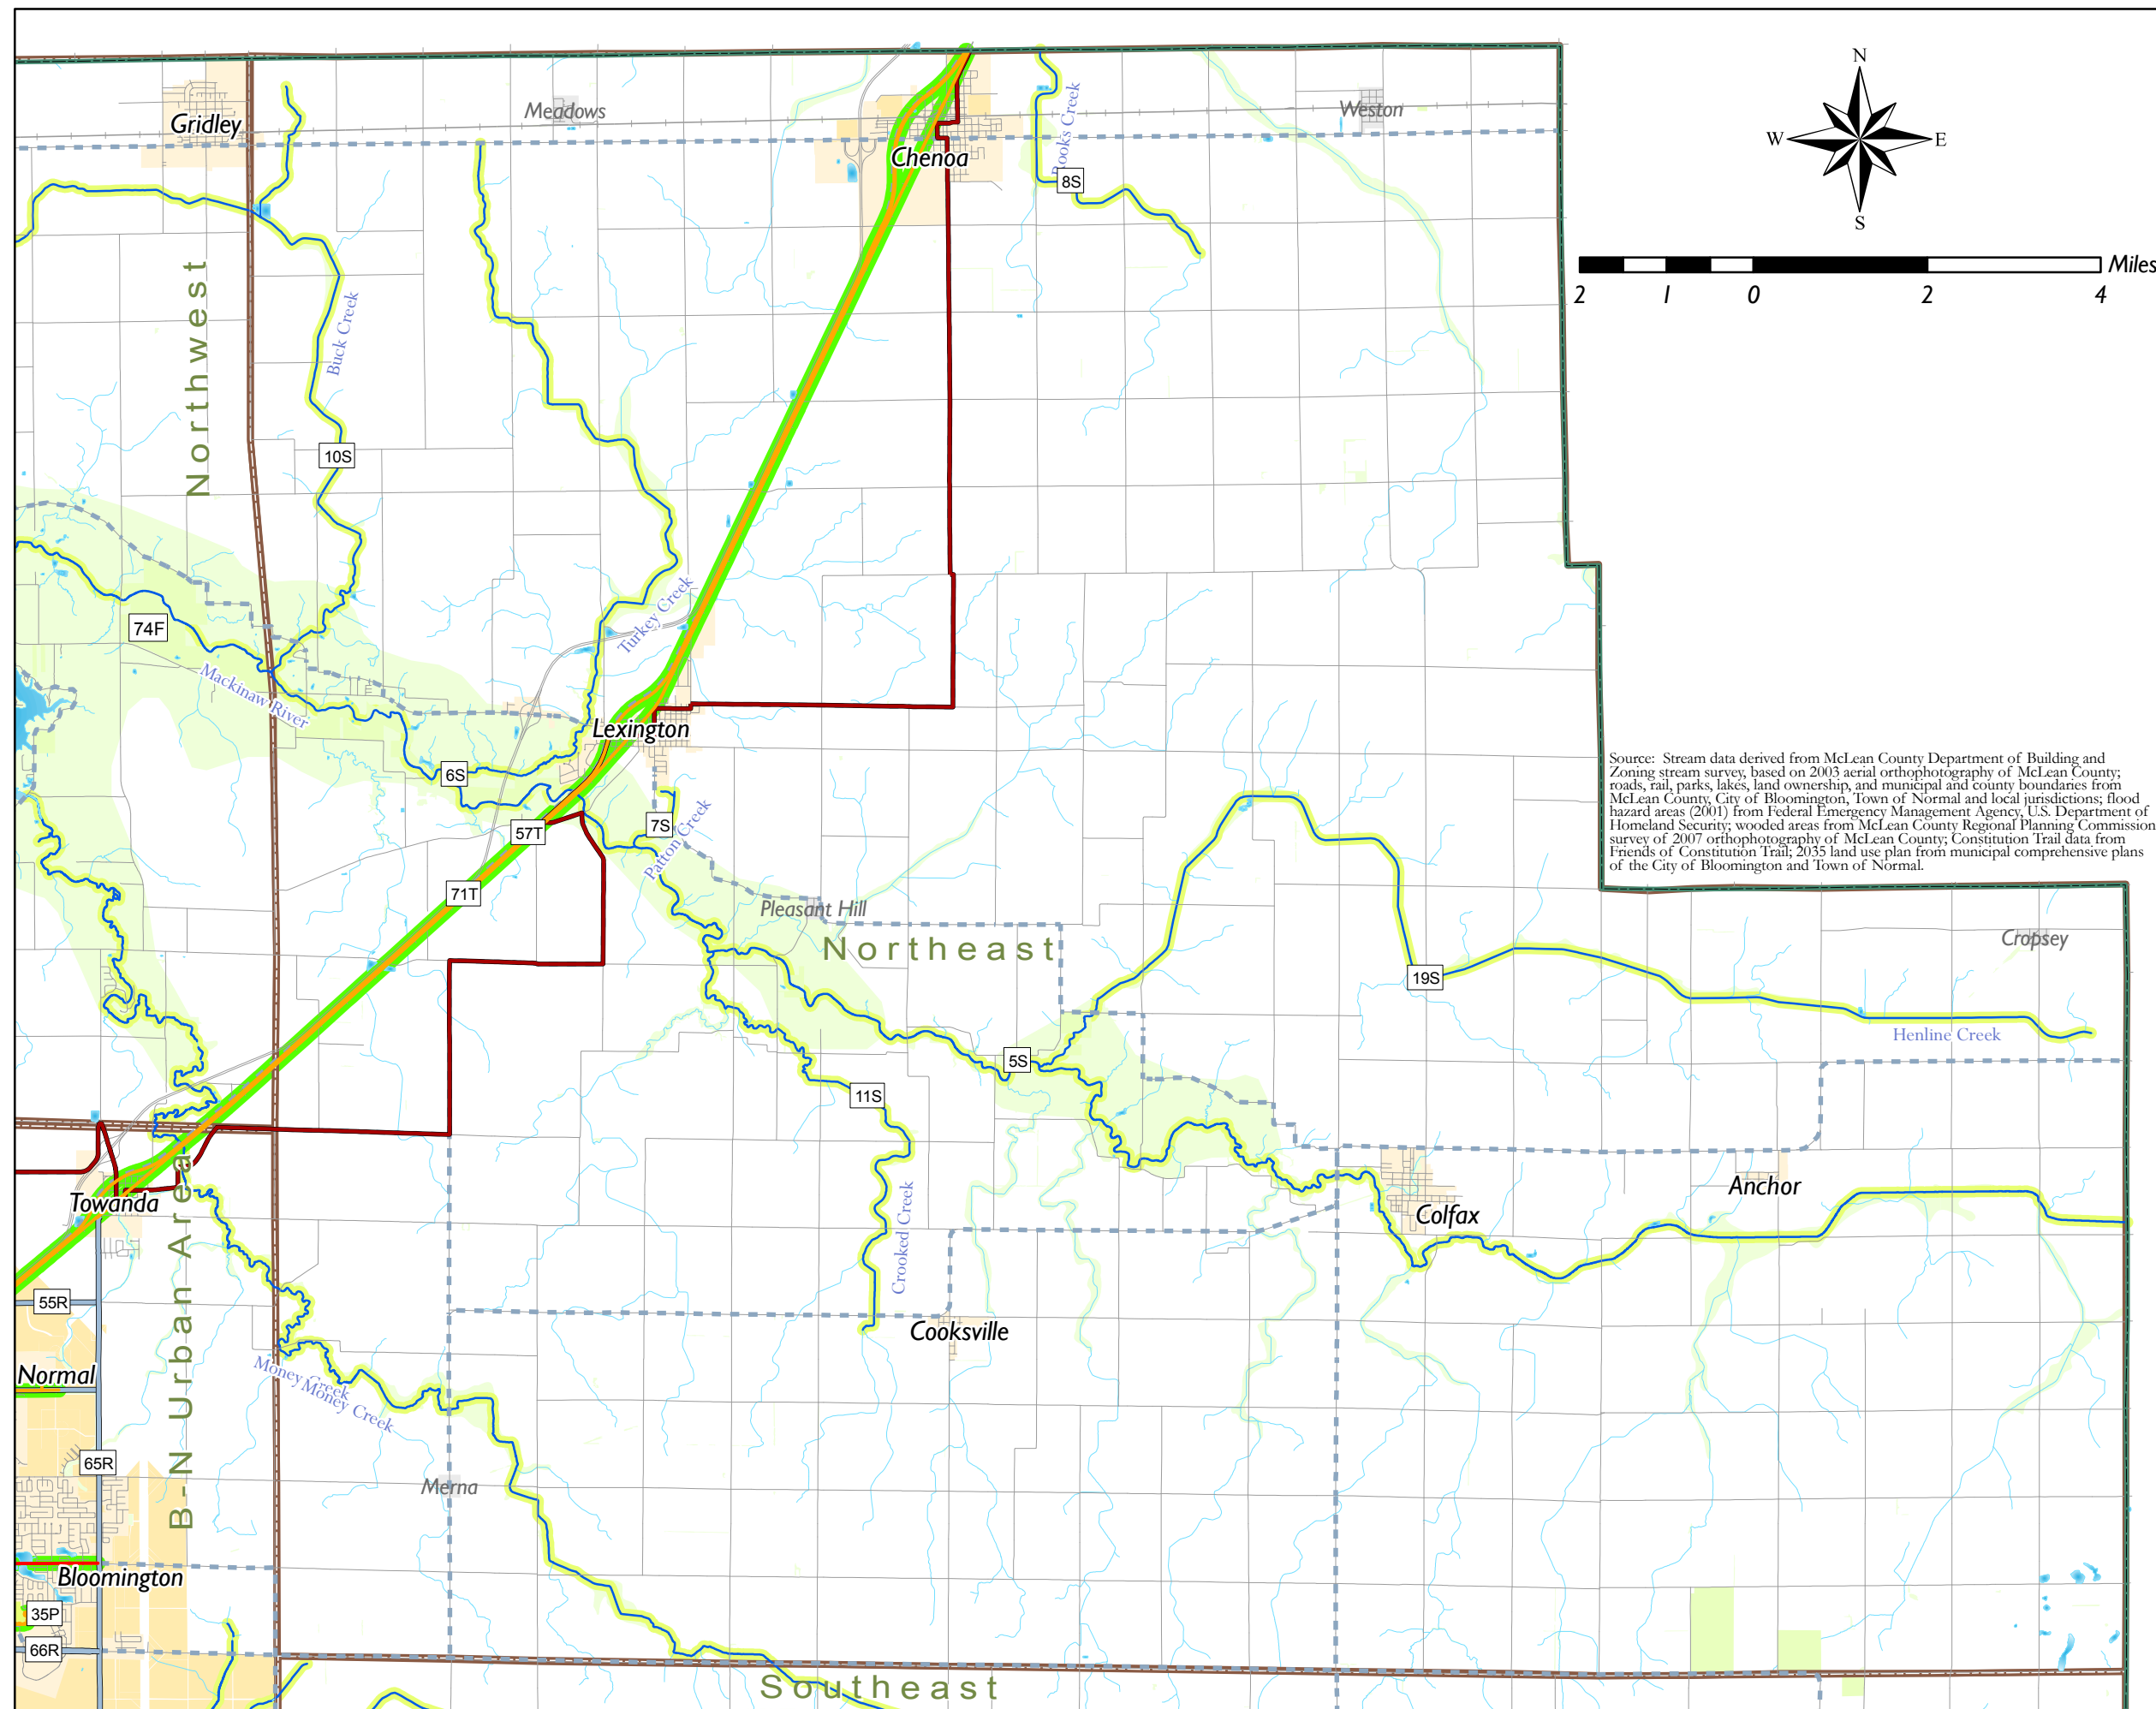 N
W
E
S
Miles
2 1 0 2 4
Gridley
Meadows
Chenoa
Weston
Rooks Creek
8S
Northwest
Buck Creek
10S
74F
Mackinaw River
Turkey Creek
Lexington
6S
57T
7S
Patton Creek
71T
Pleasant Hill
Northeast
Source: Stream data derived from McLean County Department of Building and
Zoning stream survey, based on 2003 aerial orthophotography of McLean County;
roads, rail, parks, lakes, land ownership, and municipal and county boundaries from
McLean County, City of Bloomington, Town of Normal and local jurisdictions; flood
hazard areas (2001) from Federal Emergency Management Agency, U.S. Department of
Homeland Security; wooded areas from McLean County Regional Planning Commission
survey of 2007 orthophotography of McLean County; Constitution Trail data from
Friends of Constitution Trail; 2035 land use plan from municipal comprehensive plans
of the City of Bloomington and Town of Normal.
Cropsey
19S
Henline Creek
5S
11S
Crooked Creek
Towanda
Anchor
Colfax
B-N Urban Area
55R
Cooksville
Normal
Money Creek
Money Creek
65R
Merna
Bloomington
35P
66R
Southeast